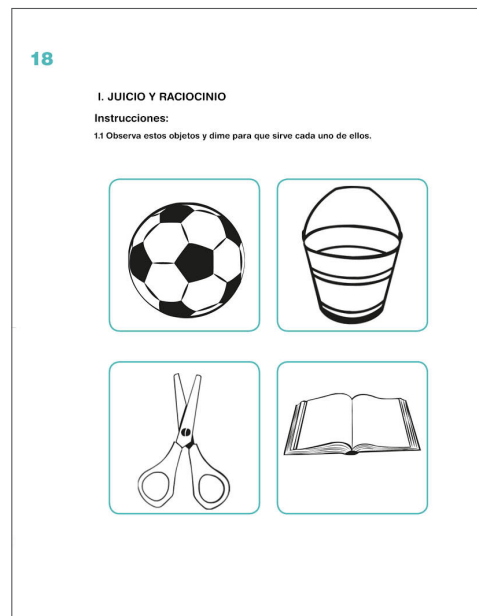 18
I. JUICIO Y RACIOCINIO
Instrucciones:
1.1 Observa estos objetos y dime para que sirve cada uno de ellos.